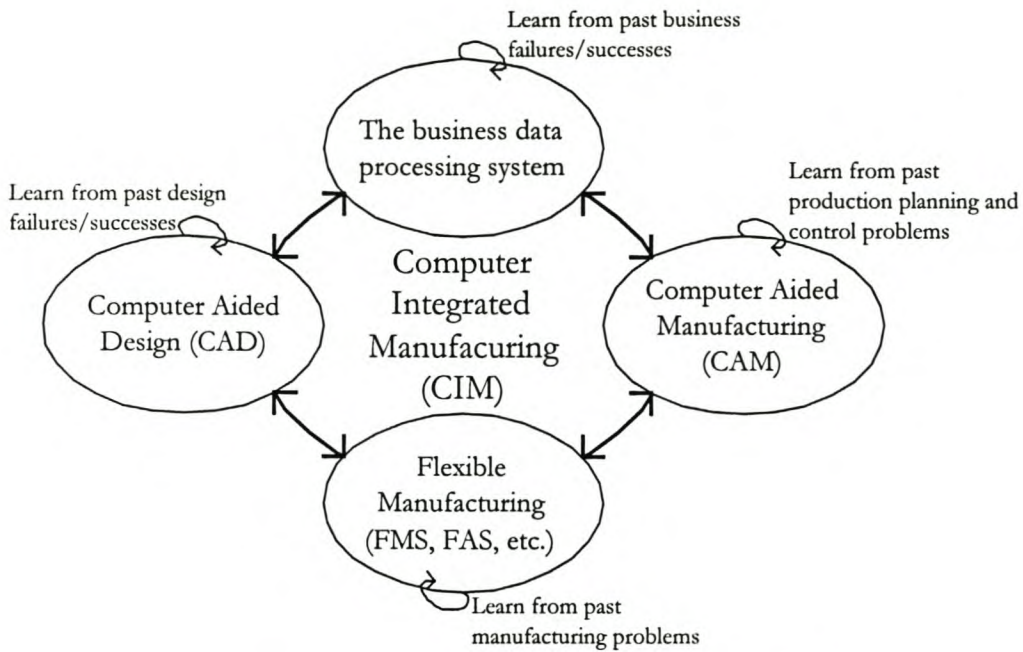 Learn from past business
failures/successes
The business data
processing system
Learn from past design
failures/successes
Learn from past
production planning and
control problems
Computer Aided
Design (CAD)
Computer
Integrated
Manufacuring
(CIM)
Computer Aided
Manufacturing
(CAM)
Flexible
Manufacturing
(FMS, FAS, etc.)
Learn from past
manufacturing problems